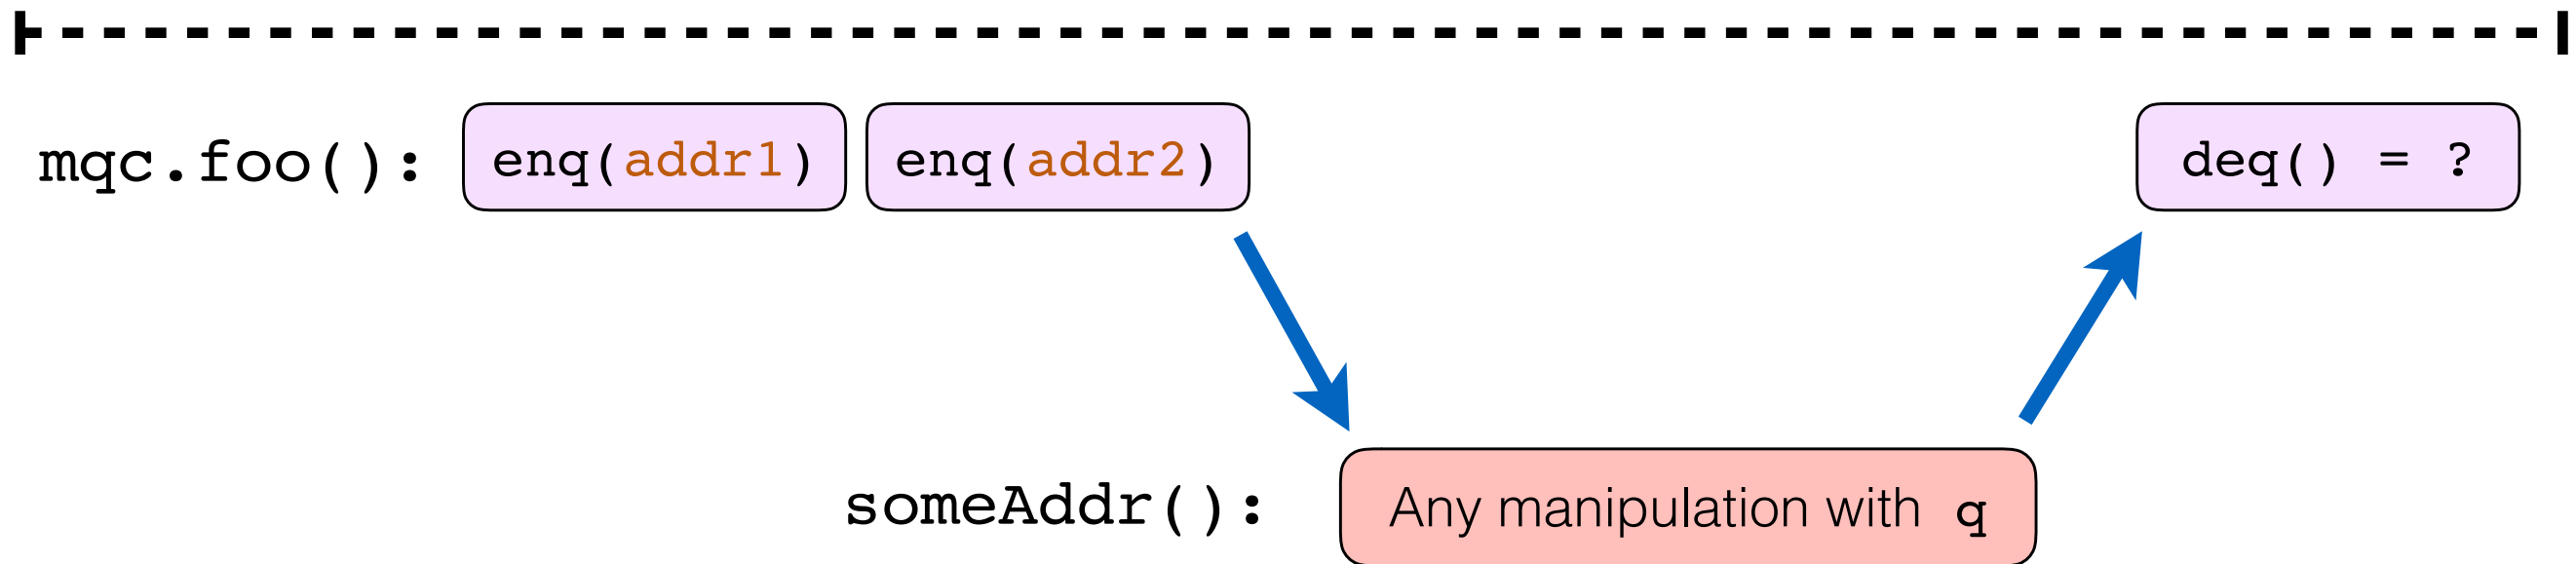 mqc.foo(): enq(addr1) enq(addr2) deq() = ?
someAddr(): Any manipulation with q